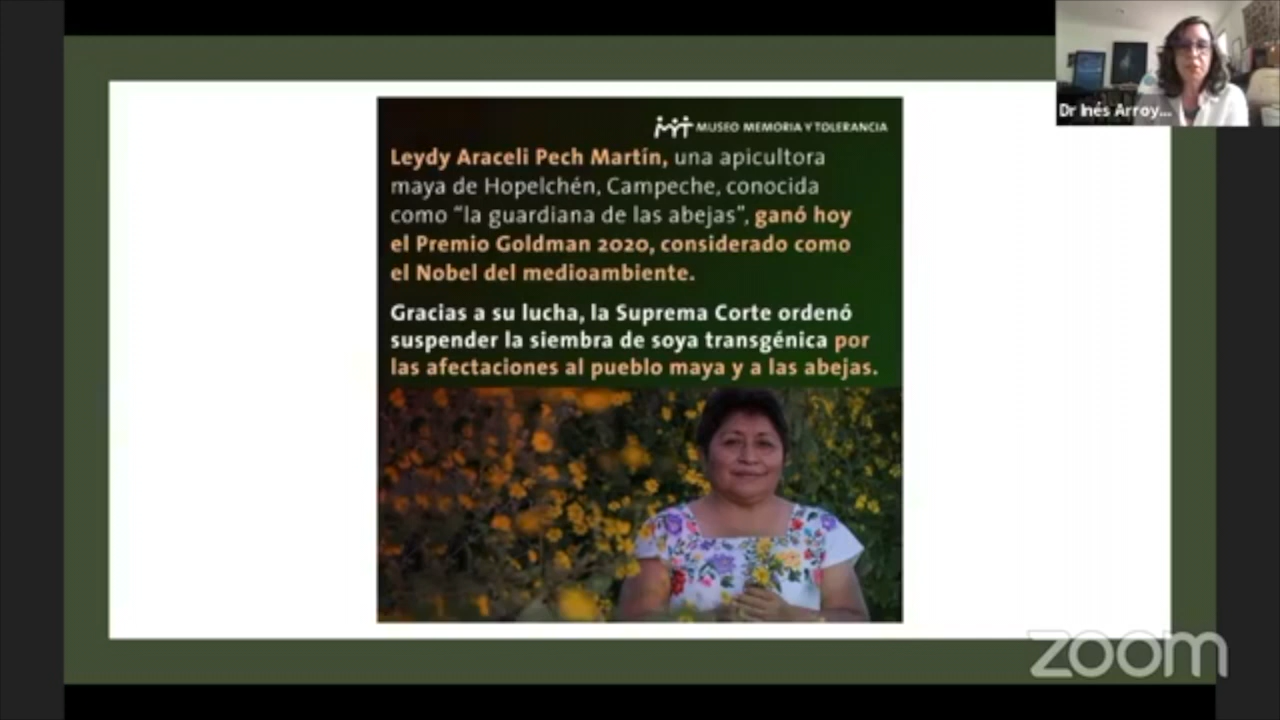 MUSEO MEMORIA Y TOLERANCIA
Leydy Araceli Pech Martín, una apicultora
maya de Hopelchén, Campeche, conocida
como “la guardiana de las abejas”, ganó hoy
el Premio Goldman 2020, considerado como
el Nobel del medioambiente.
Gracias a su lucha, la Suprema Corte ordenó
suspender la siembra de soya transgénica por
las afectaciones al pueblo maya y a las abejas.
Dr Inés Arroy...
zoom